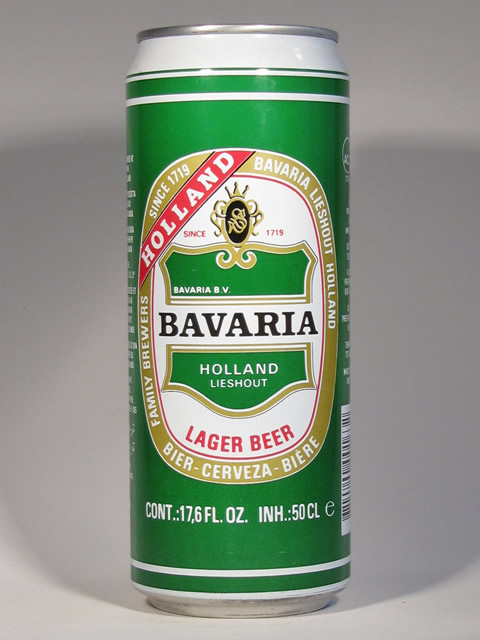 SINCE 1719
BAVARIA LIESHOUT HOLLAND
HOLLAND
SINCE 1719
BAVARIA B.V.
BAVARIA
HOLLAND
LIESHOUT
FAMILY BREWERS
LAGER BEER
BIER-CERVEZA-BIÈRE
CONT.:17,6 FL. OZ. INH.:50 CL e